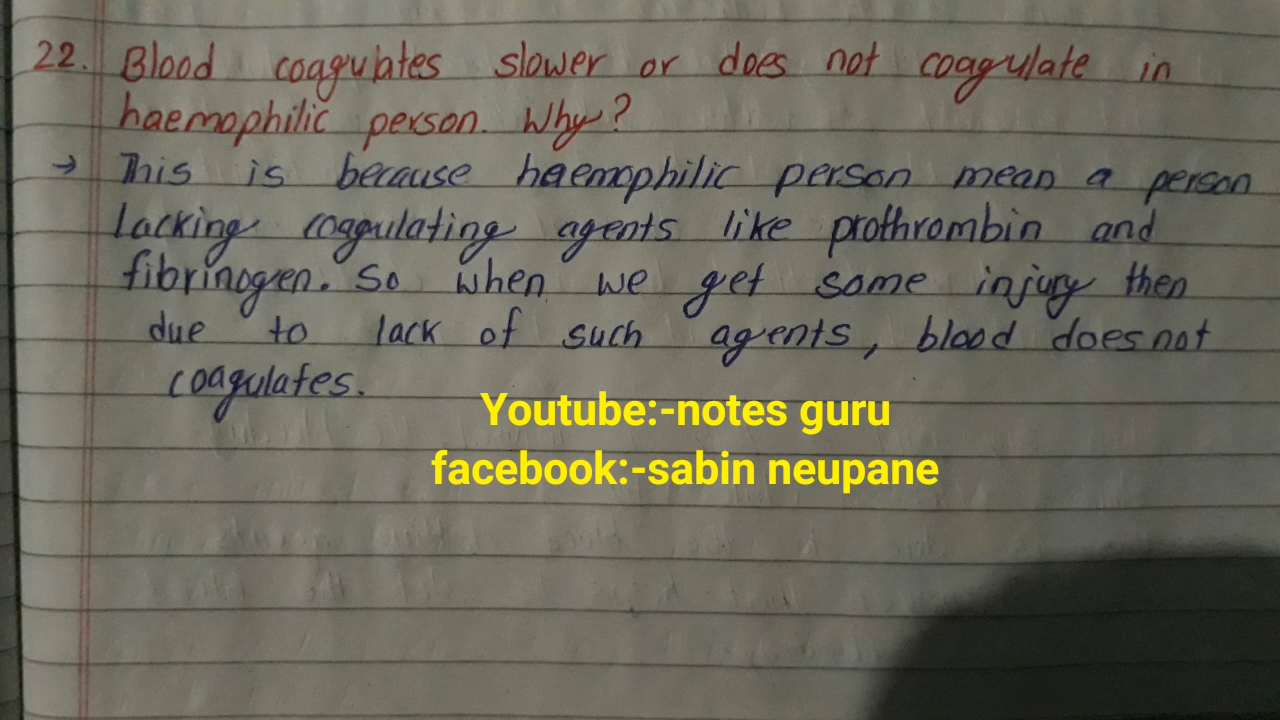 22. Blood coagulates slower or does not coagulate in
haemophilic person. Why?
→ This is because haemophilic person mean a person
lacking coagulating agents like prothrombin and
fibrinogen. So when we get some injury then
due to lack of such agents, blood does not
coagulates.
Youtube:-notes guru
facebook:-sabin neupane